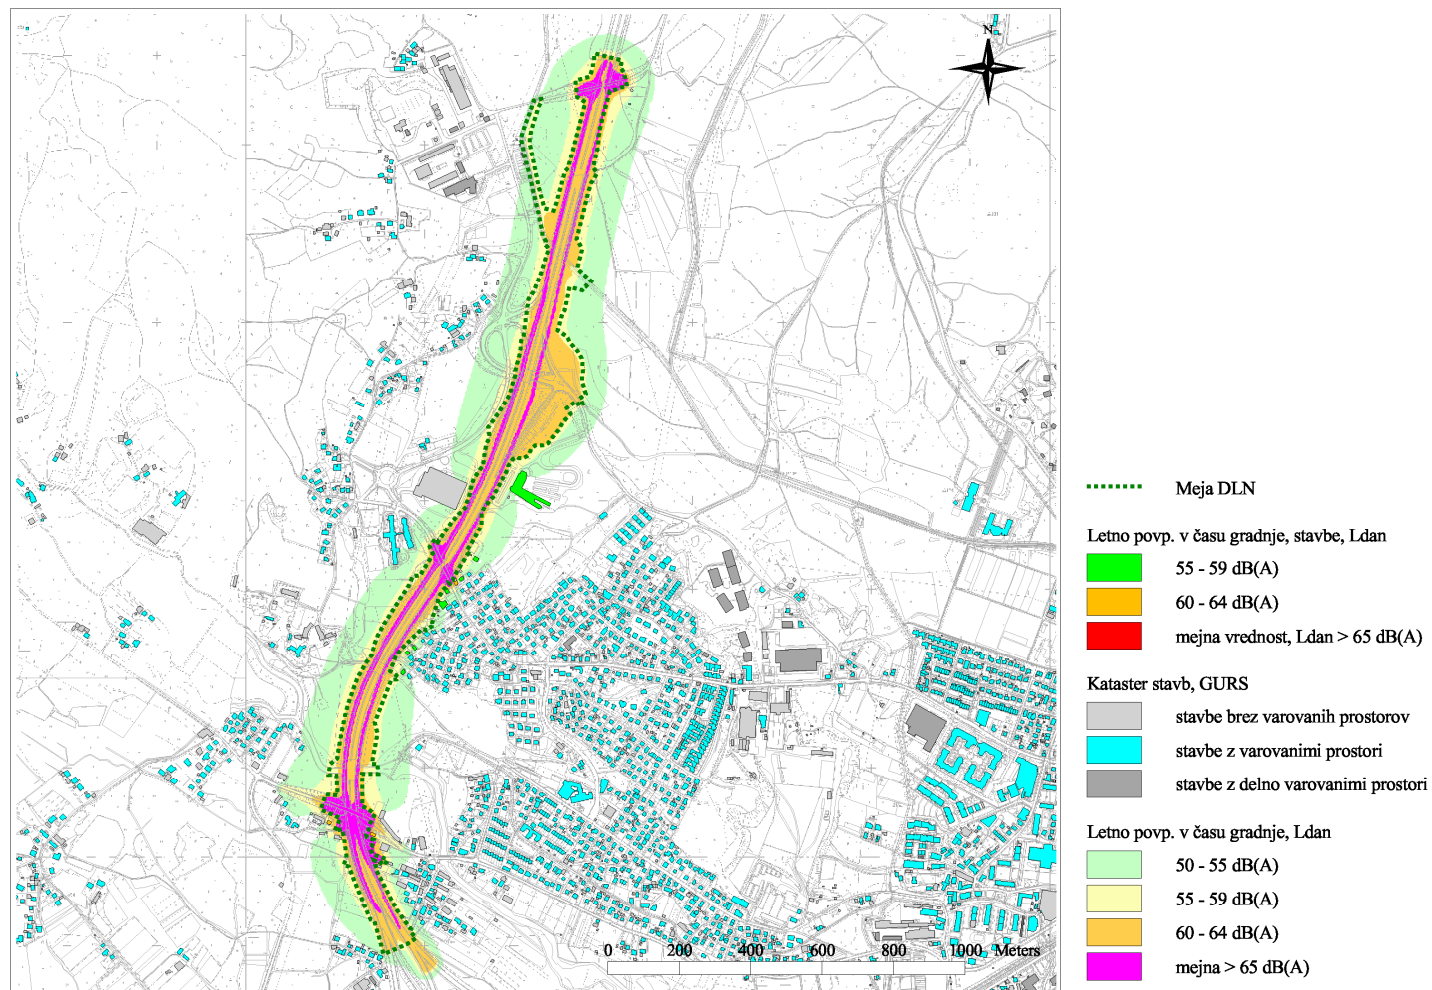 N
Meja DLN
Letno povp. v času gradnje, stavbe, Ldan
55 - 59 dB(A)
60 - 64 dB(A)
mejna vrednost, Ldan > 65 dB(A)
Kataster stavb, GURS
stavbe brez varovanih prostorov
stavbe z varovanimi prostori
stavbe z delno varovanimi prostori
Letno povp. v času gradnje, Ldan
50 - 55 dB(A)
55 - 59 dB(A)
60 - 64 dB(A)
mejna > 65 dB(A)
0 200 400 600 800 1000 Meters